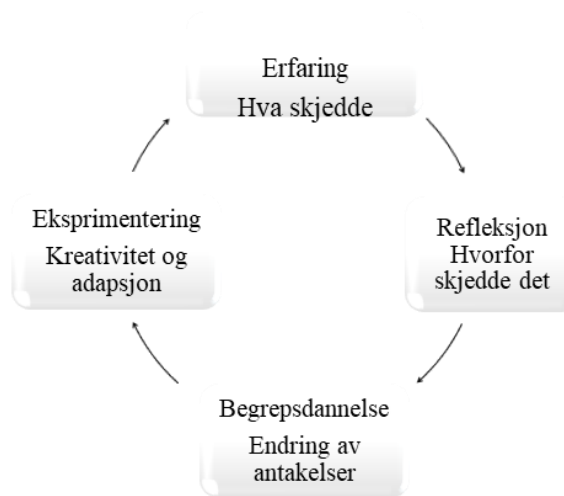 Erfaring
Hva skjedde
Refleksjon
Hvorfor
skjedde det
Begrepsdannelse
Endring av
antakelser
Eksprimentering
Kreativitet og
adapsjon